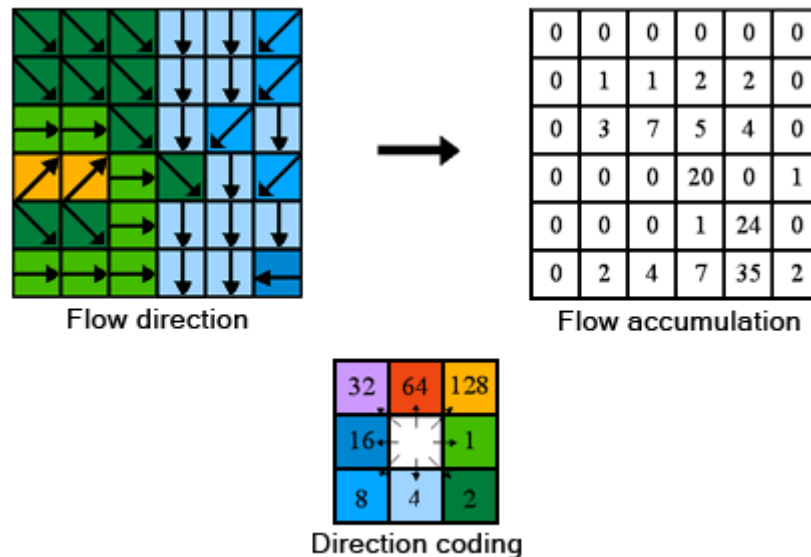 0 0 0 0 0 0
0 1 1 2 2 0
0 3 7 5 4 0
0 0 0 20 0 1
0 0 0 1 24 0
0 2 4 7 35 2
Flow direction
Flow accumulation
32 64 128
16 1
8 4 2
Direction coding